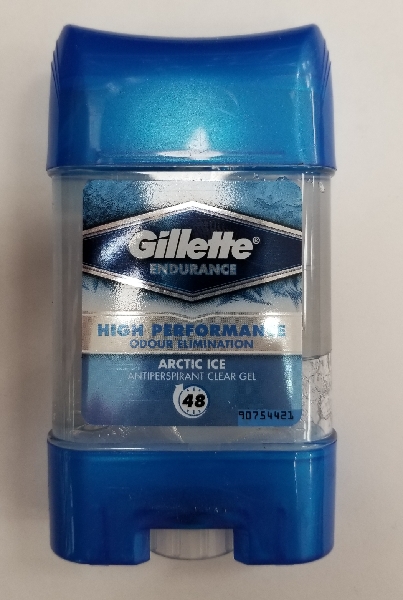 Gillette®
ENDURANCE
HIGH PERFORMANCE
ODOUR ELIMINATION
ARCTIC ICE
ANTIPERSPIRANT CLEAR GEL
48
90754421